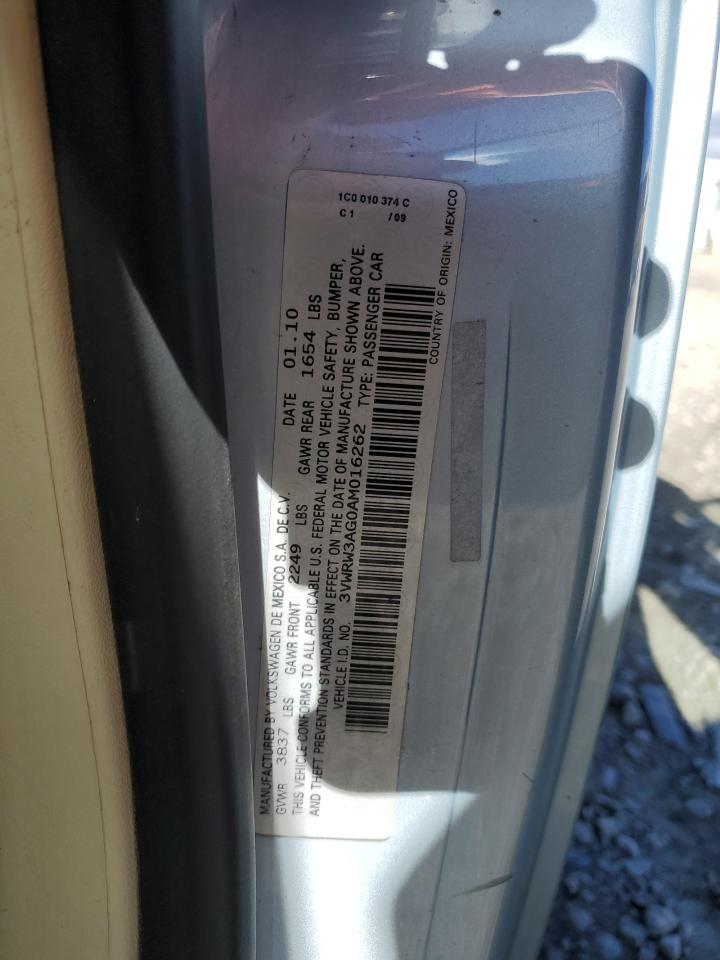 MANUFACTURED BY VOLKSWAGEN DE MEXICO S.A. DE C.V. DATE 01.10
GVWR 3837 LBS GAWR FRONT 2249 LBS GAWR REAR 1654 LBS
THIS VEHICLE CONFORMS TO ALL APPLICABLE U.S. FEDERAL MOTOR VEHICLE SAFETY, BUMPER,
AND THEFT PREVENTION STANDARDS IN EFFECT ON THE DATE OF MANUFACTURE SHOWN ABOVE.
VEHICLE I.D. NO. 3VWRW3AG0AM016262 TYPE: PASSENGER CAR
COUNTRY OF ORIGIN: MEXICO
1C0 010 374 C
C 1 / 09